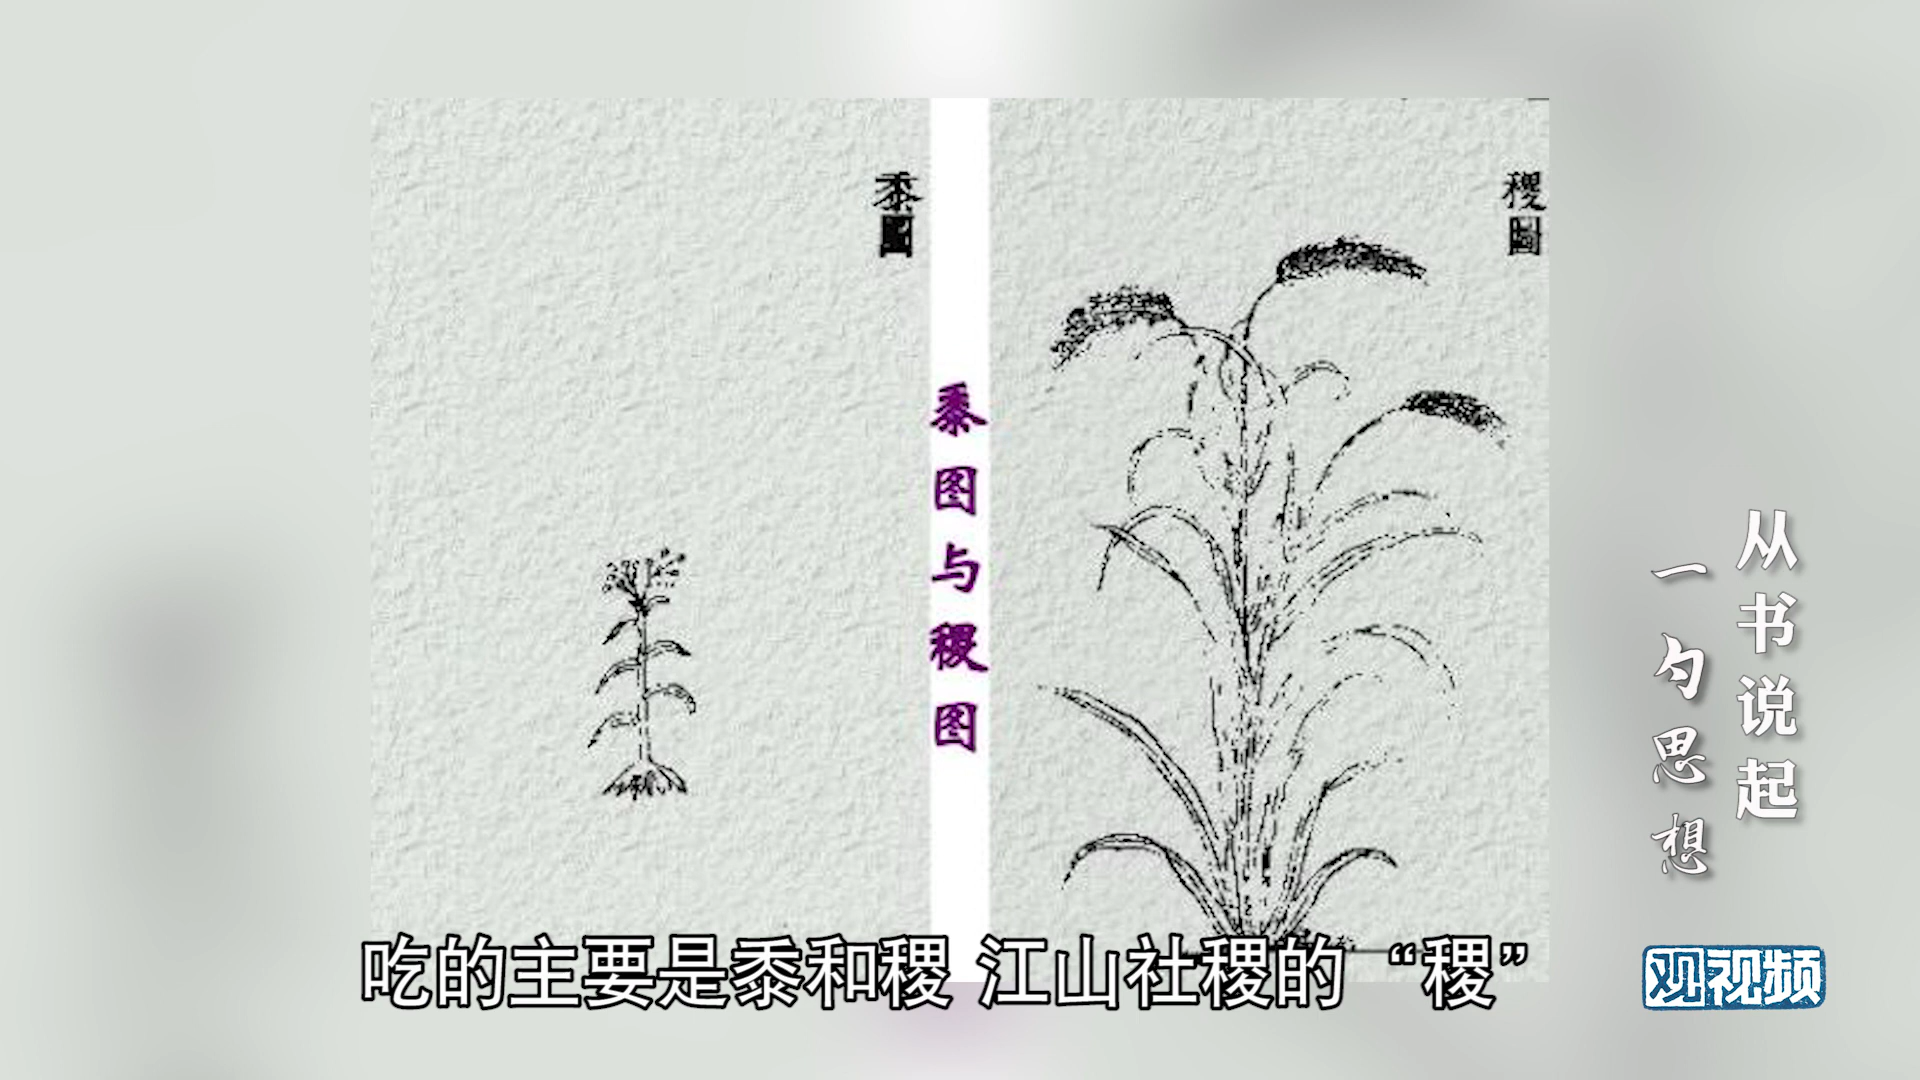 黍圖
稷圖
黍图与稷图
从书说起
一勺思想
吃的主要是黍和稷 江山社稷的“稷”
观视频